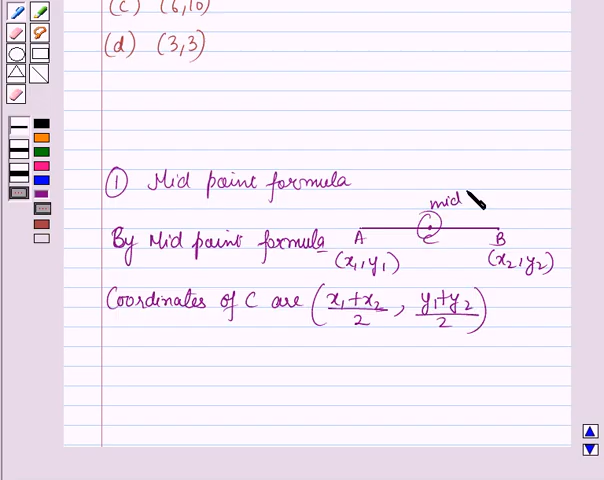 (c) (6,10)
(d) (3,3)
① Mid point formula
mid
By Mid point formula A C B
(x₁,y₁) (x₂,y₂)
Coordinates of C are (x₁+x₂/2, y₁+y₂/2)